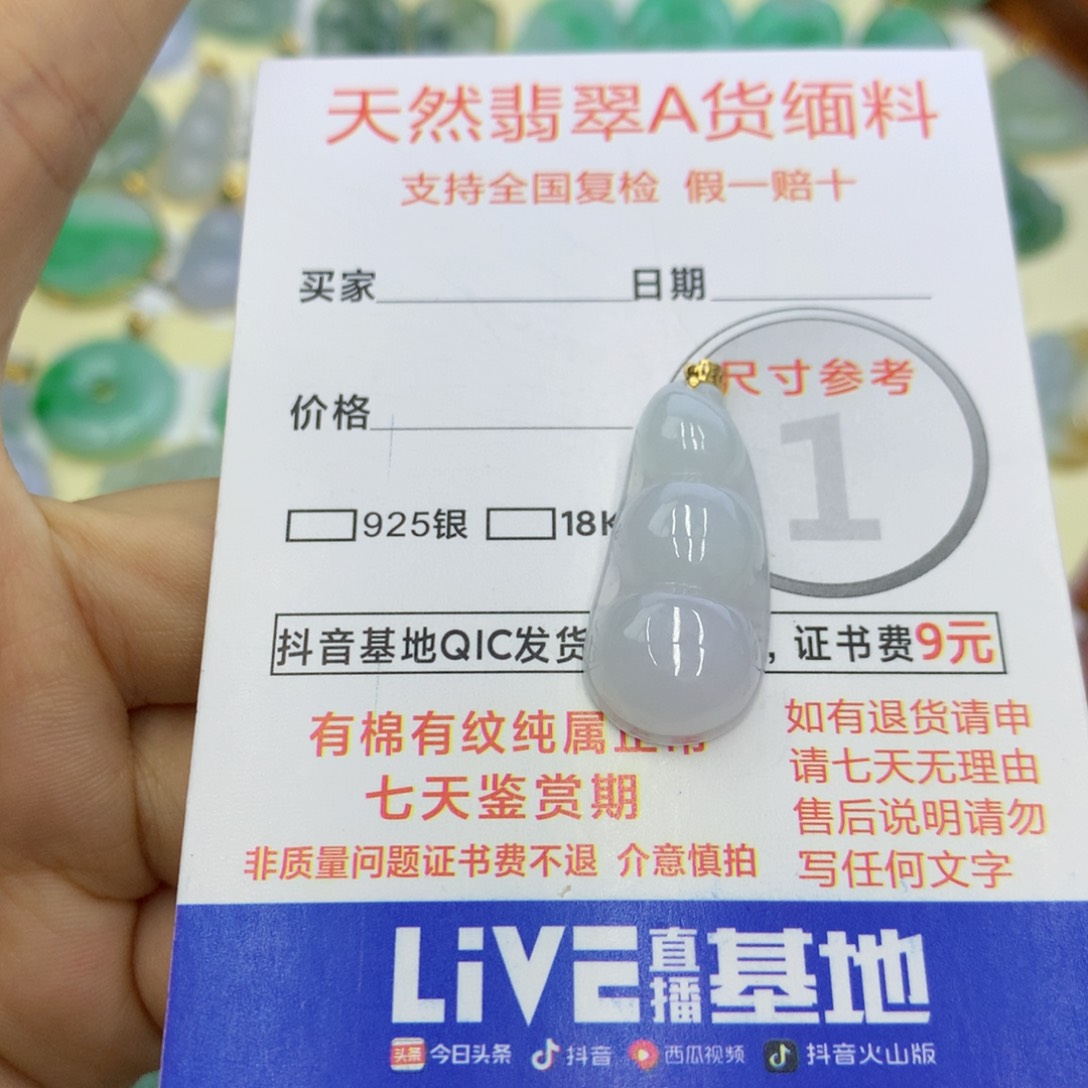 天然翡翠A货缅料
支持全国复检 假一赔十
买家 日期
价格
尺寸参考
1
925银 18K
抖音基地QIC发货
, 证书费9元
有棉有纹纯属正常
七天鉴赏期
非质量问题证书费不退 介意慎拍
如有退货请申
请七天无理由
售后说明请勿
写任何文字
LiVE直播基地
头条 今日头条 抖音 西瓜视频 抖音火山版